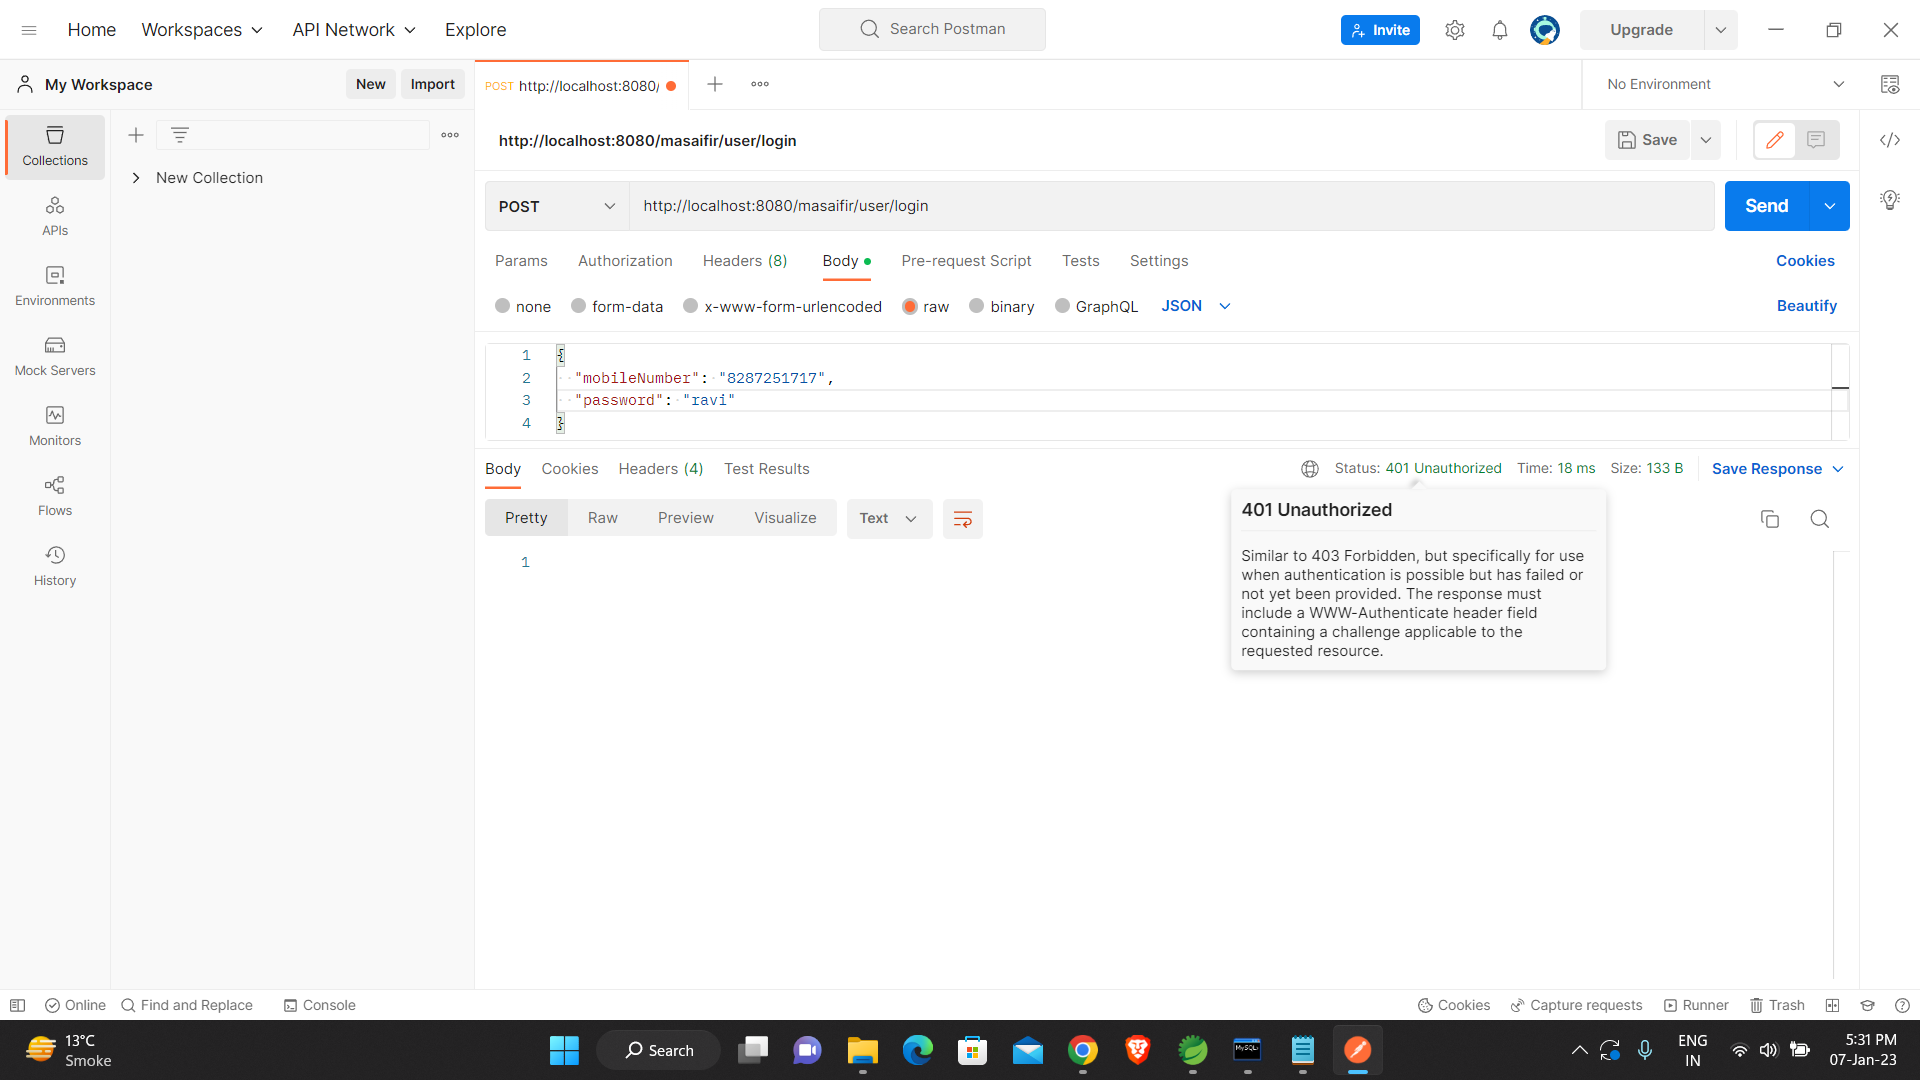 Home
Workspaces
API Network
Explore
Search Postman
Invite
Upgrade
My Workspace
New
Import
POST http://localhost:8080/
No Environment
Collections
New Collection
APIs
Environments
Mock Servers
Monitors
Flows
History
http://localhost:8080/masaifir/user/login
Save
POST
http://localhost:8080/masaifir/user/login
Send
Params
Authorization
Headers (8)
Body
Pre-request Script
Tests
Settings
Cookies
none
form-data
x-www-form-urlencoded
raw
binary
GraphQL
JSON
Beautify
1 {
2 "mobileNumber": "8287251717",
3 "password": "ravi"
4 }
Body
Cookies
Headers (4)
Test Results
Status: 401 Unauthorized
Time: 18 ms
Size: 133 B
Save Response
Pretty
Raw
Preview
Visualize
Text
1
401 Unauthorized
Similar to 403 Forbidden, but specifically for use
when authentication is possible but has failed or
not yet been provided. The response must
include a WWW-Authenticate header field
containing a challenge applicable to the
requested resource.
Online
Find and Replace
Console
Cookies
Capture requests
Runner
Trash
13°C
Smoke
Search
MySQL
ENG
IN
5:31 PM
07-Jan-23